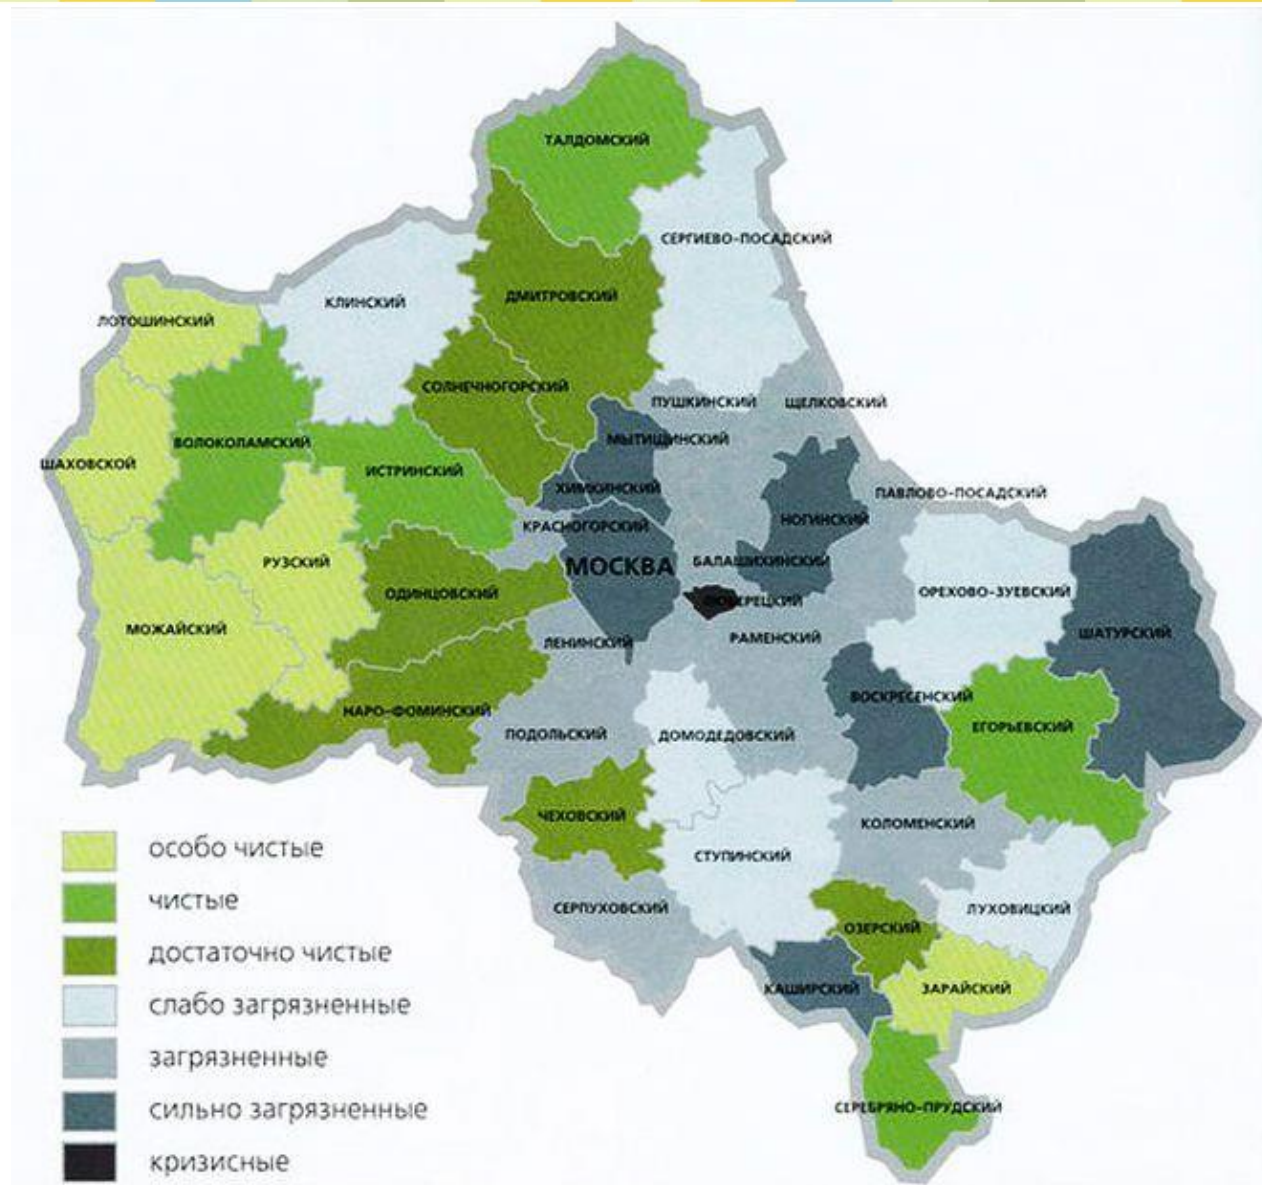 ТАЛДОМСКИЙ
СЕРГИЕВО-ПОСАДСКИЙ
ДМИТРОВСКИЙ
КЛИНСКИЙ
ЛОТОШИНСКИЙ
СОЛНЕЧНОГОРСКИЙ
ПУШКИНСКИЙ
ЩЕЛКОВСКИЙ
МЫТИЩИНСКИЙ
ВОЛОКОЛАМСКИЙ
ШАХОВСКОЙ
ИСТРИНСКИЙ
ХИМКИНСКИЙ
ПАВЛОВО-ПОСАДСКИЙ
КРАСНОГОРСКИЙ
НОГИНСКИЙ
РУЗСКИЙ
МОСКВА
БАЛАШИХИНСКИЙ
ОДИНЦОВСКИЙ
ЛЮБЕРЕЦКИЙ
ОРЕХОВО-ЗУЕВСКИЙ
МОЖАЙСКИЙ
ЛЕНИНСКИЙ
РАМЕНСКИЙ
ШАТУРСКИЙ
ВОСКРЕСЕНСКИЙ
НАРО-ФОМИНСКИЙ
ЕГОРЬЕВСКИЙ
ПОДОЛЬСКИЙ
ДОМОДЕДОВСКИЙ
ЧЕХОВСКИЙ
КОЛОМЕНСКИЙ
СТУПИНСКИЙ
СЕРПУХОВСКИЙ
ЛУХОВИЦКИЙ
ОЗЕРСКИЙ
КАШИРСКИЙ
ЗАРАЙСКИЙ
СЕРЕБРЯНО-ПРУДСКИЙ
особо чистые
чистые
достаточно чистые
слабо загрязненные
загрязненные
сильно загрязненные
кризисные